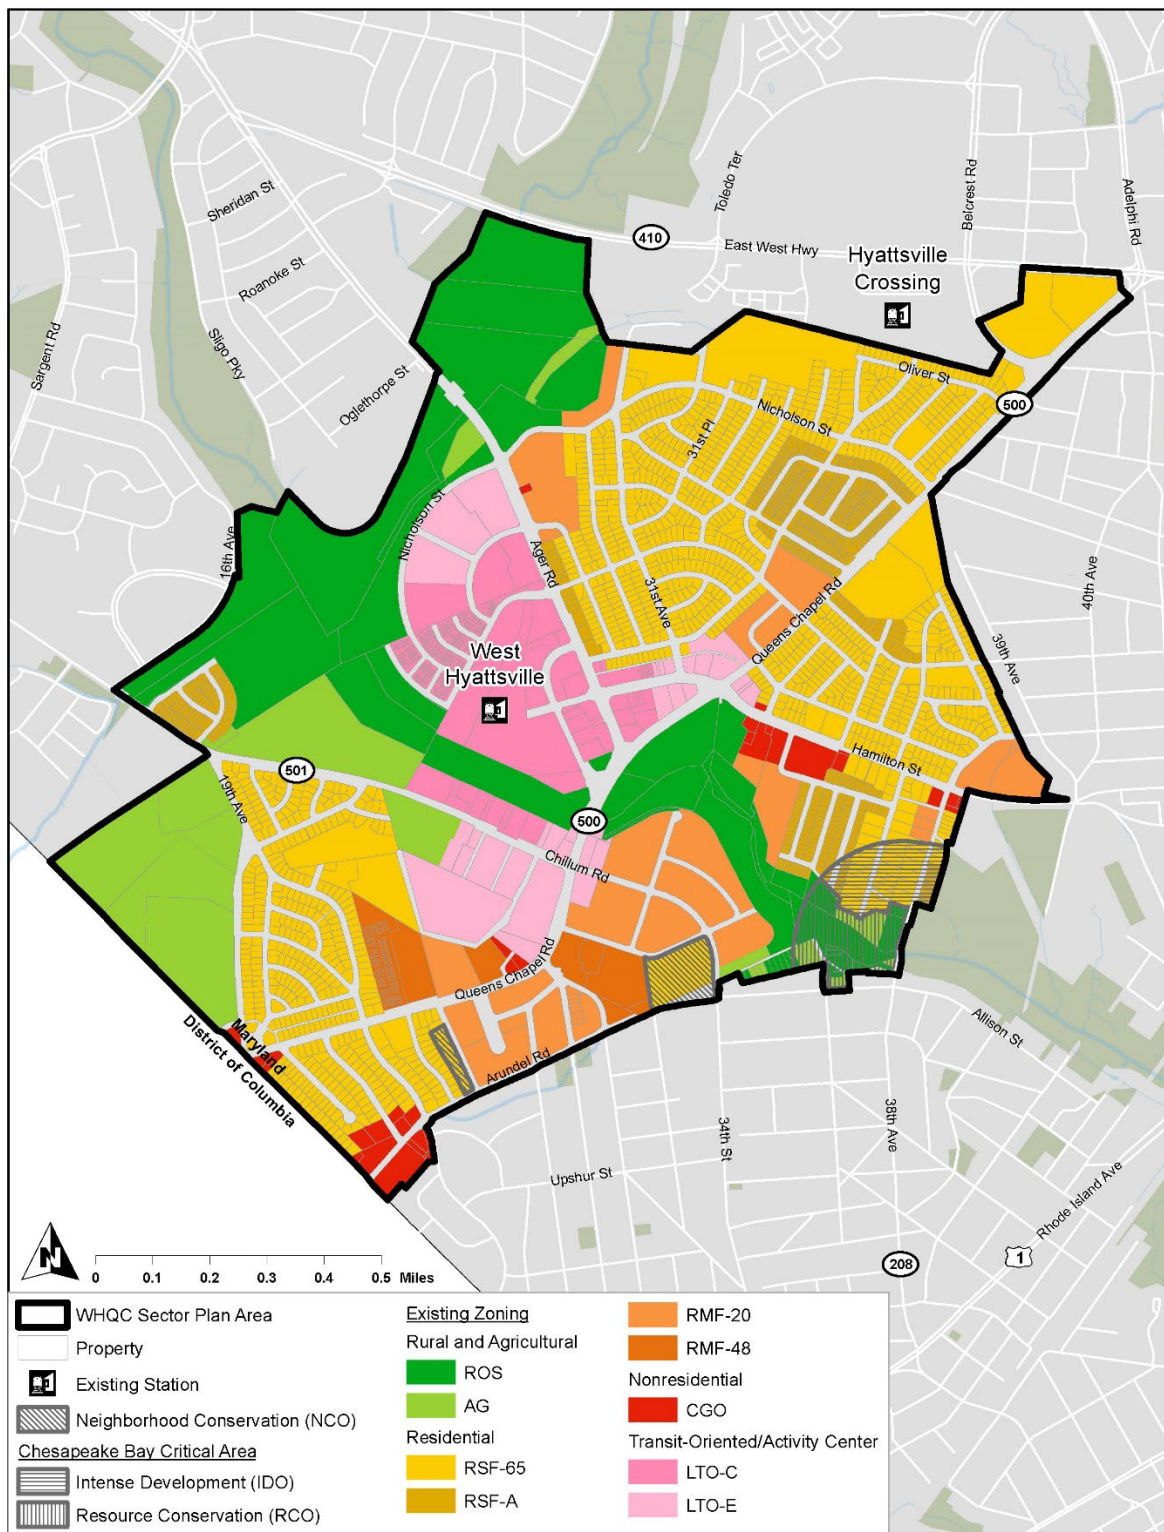 410
Toledo Ter
Belcrest Rd
Adelphi Rd
East West Hwy
Hyattsville
Crossing
Sheridan St
Roanoke St
Sligo Pky
Sargent Rd
Oglethorpe St
Oliver St
500
Nicholson St
31st Pl
Nicholson St
16th Ave
Ager Rd
31st Ave
Queens Chapel Rd
40th Ave
39th Ave
West
Hyattsville
Hamilton St
501
19th Ave
500
Chillum Rd
Queens Chapel Rd
Maryland
District of Columbia
Arundel Rd
Allison St
38th Ave
34th St
Upshur St
Rhode Island Ave
1
208
N
0 0.1 0.2 0.3 0.4 0.5 Miles
WHQC Sector Plan Area
Property
Existing Station
Neighborhood Conservation (NCO)
Chesapeake Bay Critical Area
Intense Development (IDO)
Resource Conservation (RCO)
Existing Zoning
Rural and Agricultural
ROS
AG
Residential
RSF-65
RSF-A
RMF-20
RMF-48
Nonresidential
CGO
Transit-Oriented/Activity Center
LTO-C
LTO-E